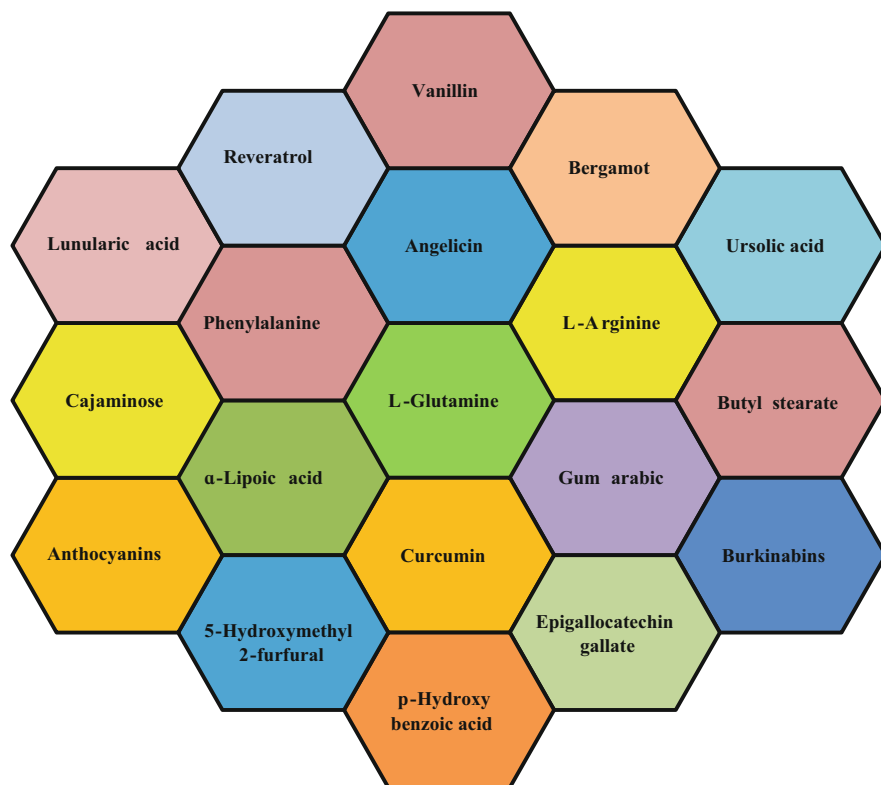 Vanillin
Reveratrol
Bergamot
Lunularic acid
Angelicin
Ursolic acid
Phenylalanine
L-Arginine
Cajaminose
L-Glutamine
Butyl stearate
α-Lipoic acid
Gum arabic
Anthocyanins
Curcumin
Burkinabins
5-Hydroxymethyl
2-furfural
Epigallocatechin
gallate
p-Hydroxy
benzoic acid